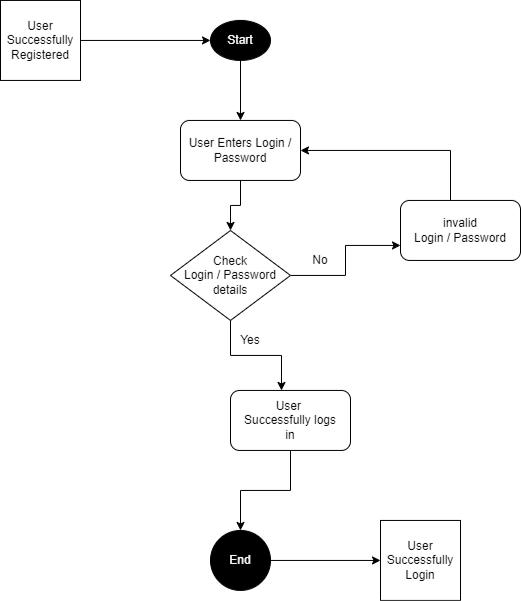 User
Successfully
Registered
Start
User Enters Login /
Password
invalid
Login / Password
Check
Login / Password
details
No
Yes
User
Successfully logs
in
End
User
Successfully
Login